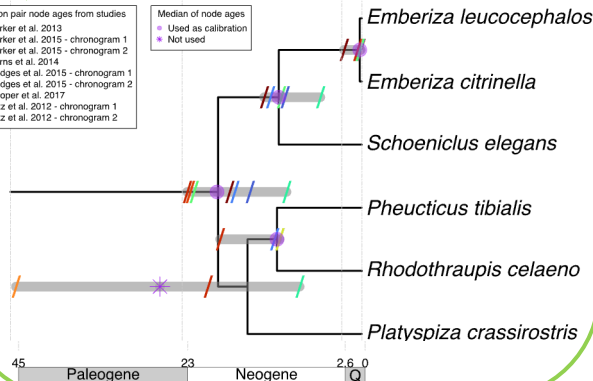 on pair node ages from studies
rker et al. 2013
rker et al. 2015 - chronogram 1
rker et al. 2015 - chronogram 2
rns et al. 2014
dges et al. 2015 - chronogram 1
dges et al. 2015 - chronogram 2
oper et al. 2017
tz et al. 2012 - chronogram 1
tz et al. 2012 - chronogram 2
Median of node ages
Used as calibration
Not used
Emberiza leucocephalos
Emberiza citrinella
Schoeniclus elegans
Pheucticus tibialis
Rhodothraupis celaeno
Platyspiza crassirostris
45 23 2.6 0
Paleogene Neogene Q